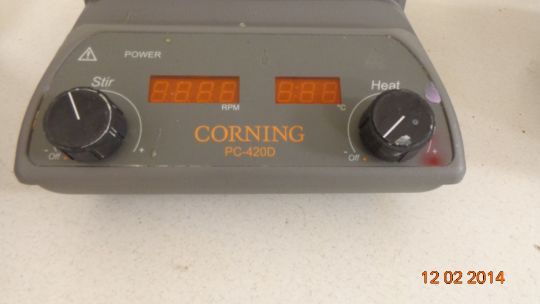 POWER
Stir
Heat
RPM
°C
CORNING
PC-420D
- Off +
- Off +
12 02 2014